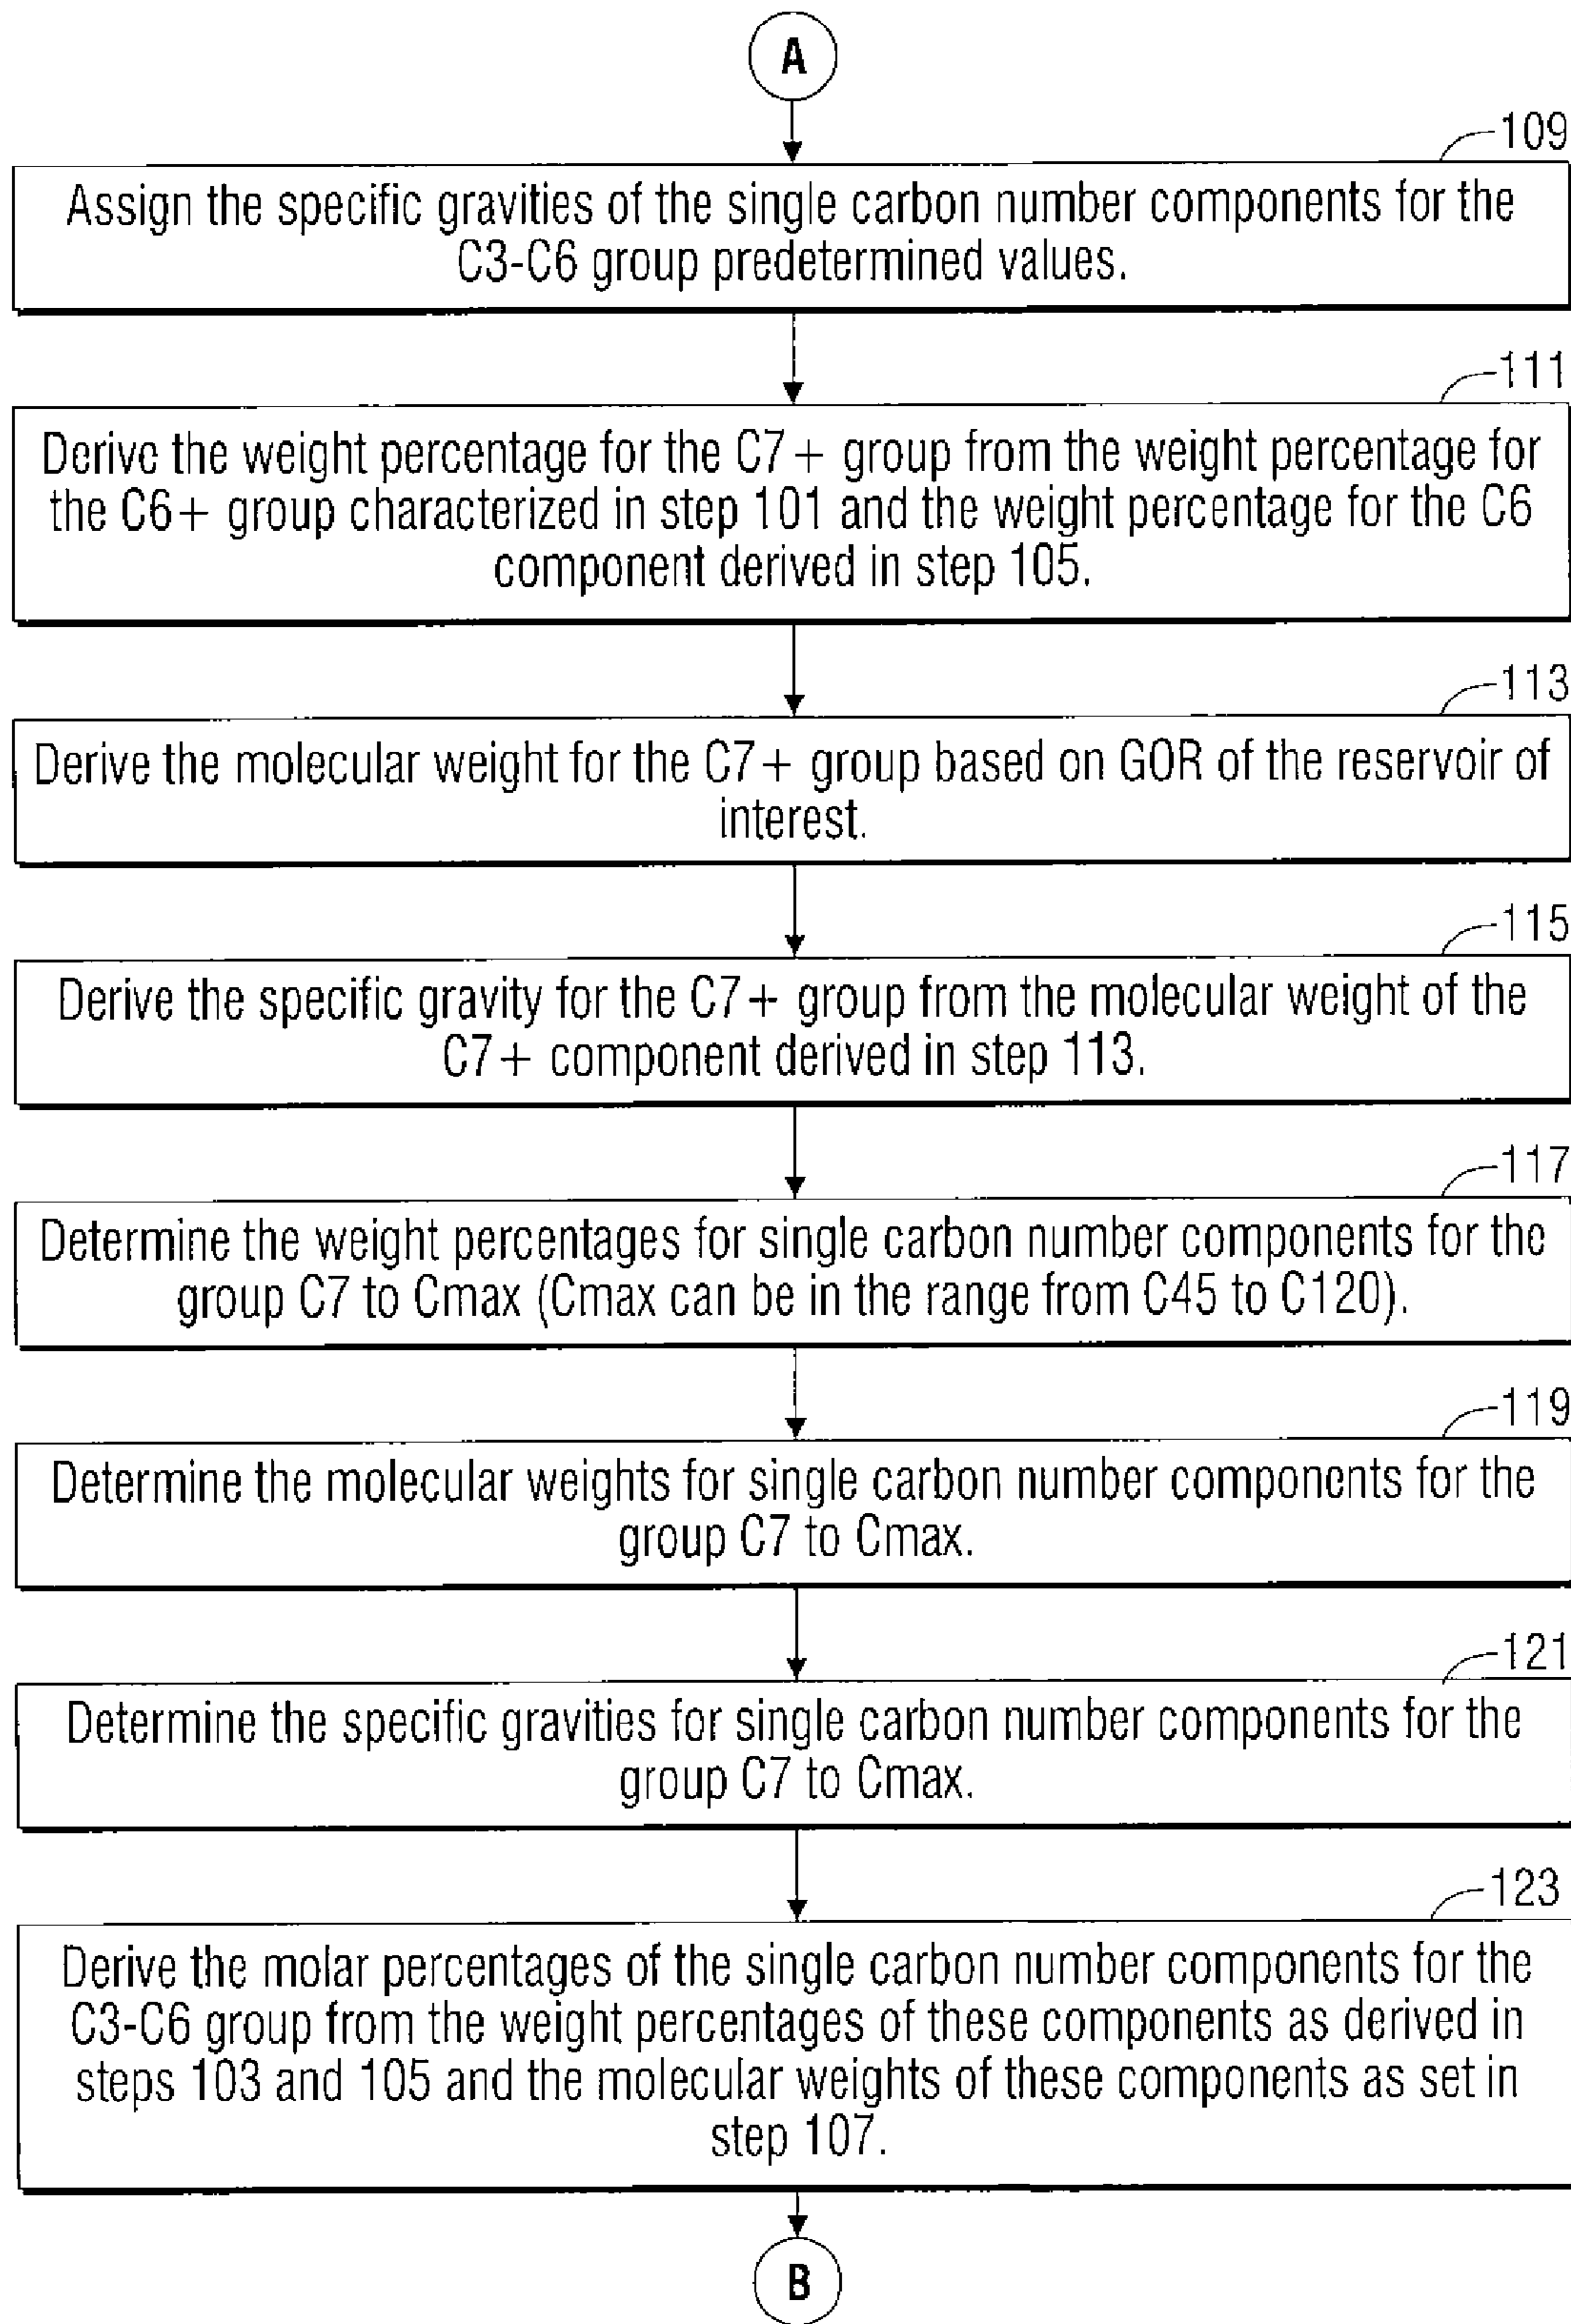 A
109
Assign the specific gravities of the single carbon number components for the
C3-C6 group predetermined values.
111
Derive the weight percentage for the C7+ group from the weight percentage for
the C6+ group characterized in step 101 and the weight percentage for the C6
component derived in step 105.
113
Derive the molecular weight for the C7+ group based on GOR of the reservoir of
interest.
115
Derive the specific gravity for the C7+ group from the molecular weight of the
C7+ component derived in step 113.
117
Determine the weight percentages for single carbon number components for the
group C7 to Cmax (Cmax can be in the range from C45 to C120).
119
Determine the molecular weights for single carbon number components for the
group C7 to Cmax.
121
Determine the specific gravities for single carbon number components for the
group C7 to Cmax.
123
Derive the molar percentages of the single carbon number components for the
C3-C6 group from the weight percentages of these components as derived in
steps 103 and 105 and the molecular weights of these components as set in
step 107.
B